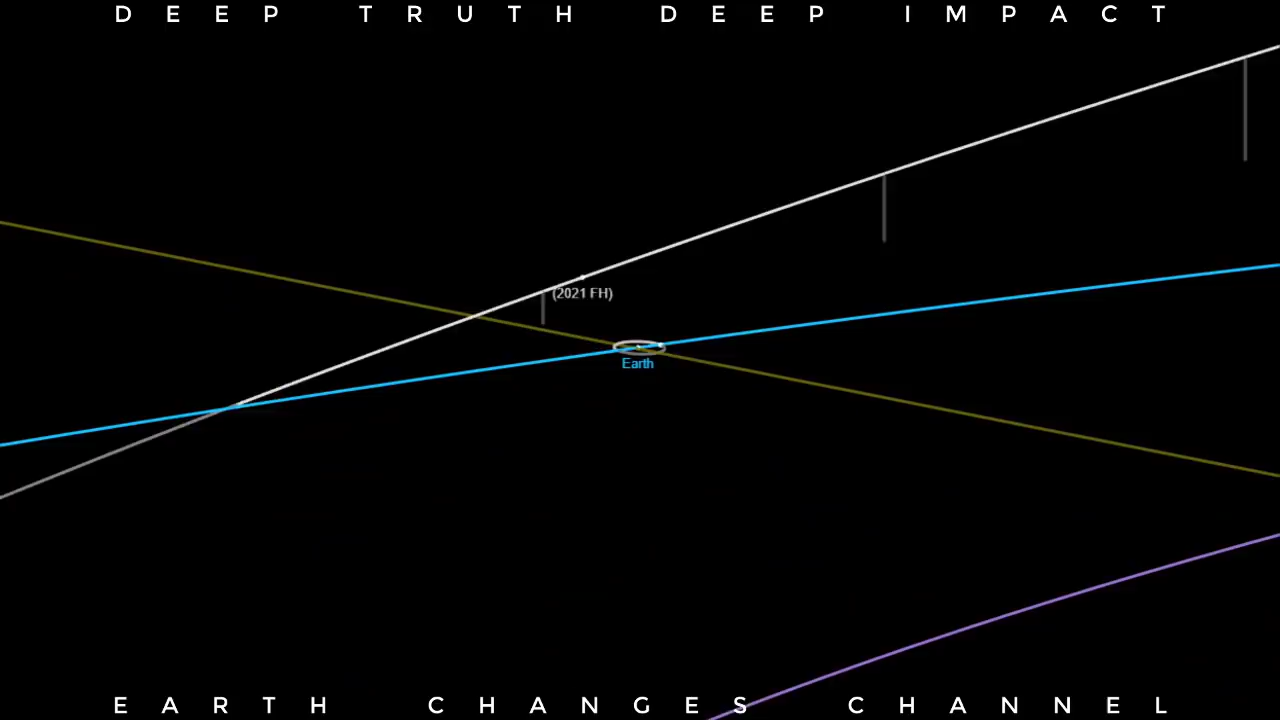 DEEP TRUTH DEEP IMPACT
(2021 FH)
Earth
EARTH CHANGES CHANNEL